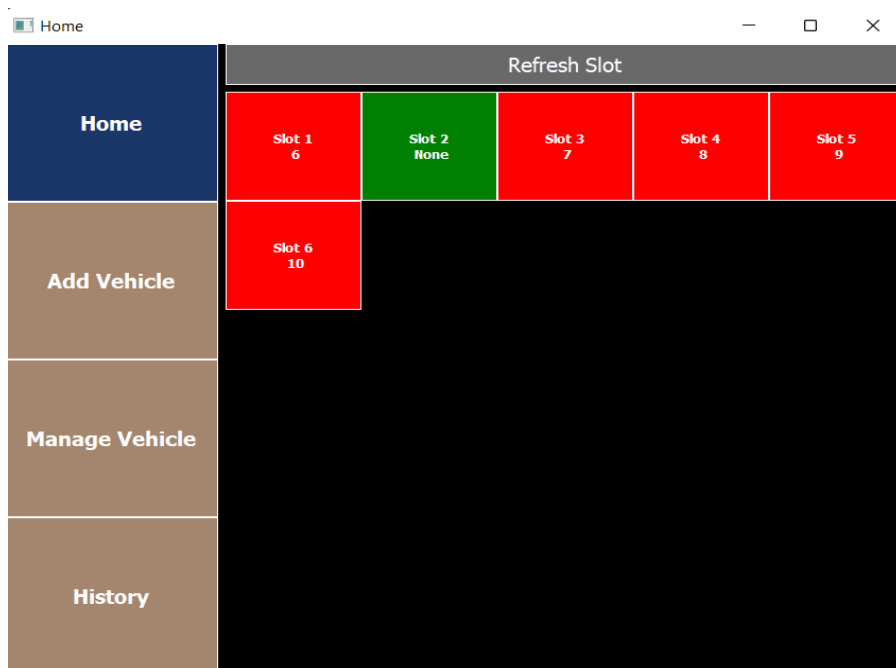 Home
Home
Add Vehicle
Manage Vehicle
History
Refresh Slot
Slot 1
6
Slot 2
None
Slot 3
7
Slot 4
8
Slot 5
9
Slot 6
10